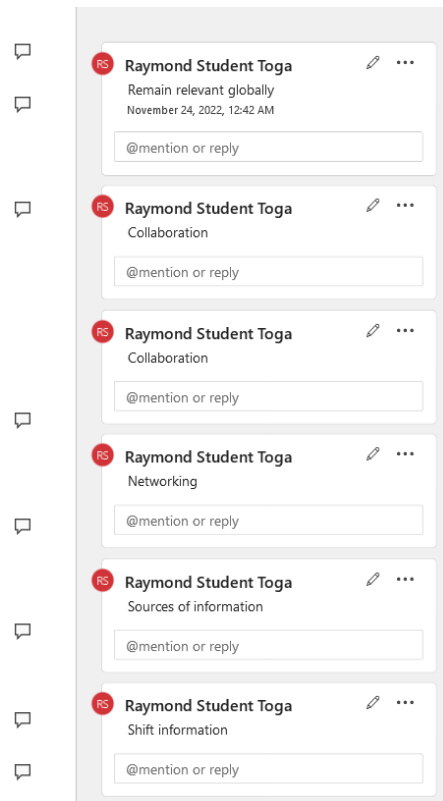 RS Raymond Student Toga
Remain relevant globally
November 24, 2022, 12:42 AM
@mention or reply
RS Raymond Student Toga
Collaboration
@mention or reply
RS Raymond Student Toga
Collaboration
@mention or reply
RS Raymond Student Toga
Networking
@mention or reply
RS Raymond Student Toga
Sources of information
@mention or reply
RS Raymond Student Toga
Shift information
@mention or reply